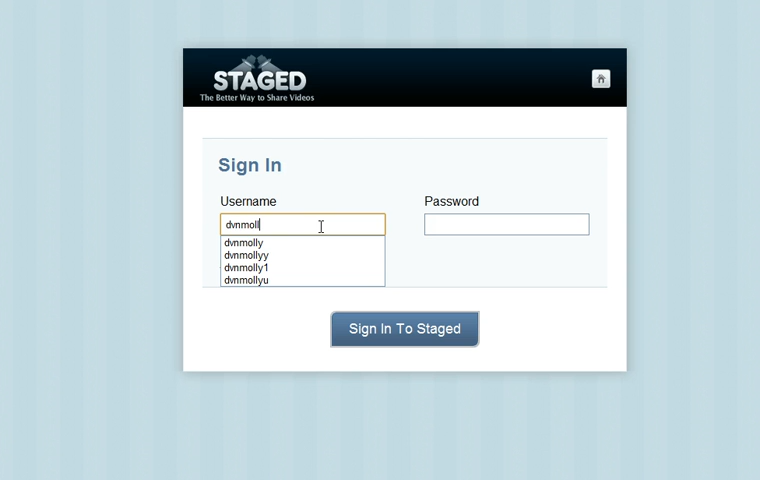 STAGED
The Better Way to Share Videos
Sign In
Username
Password
dvnmoll
dvnmolly
dvnmollyy
dvnmolly1
dvnmollyu
Sign In To Staged